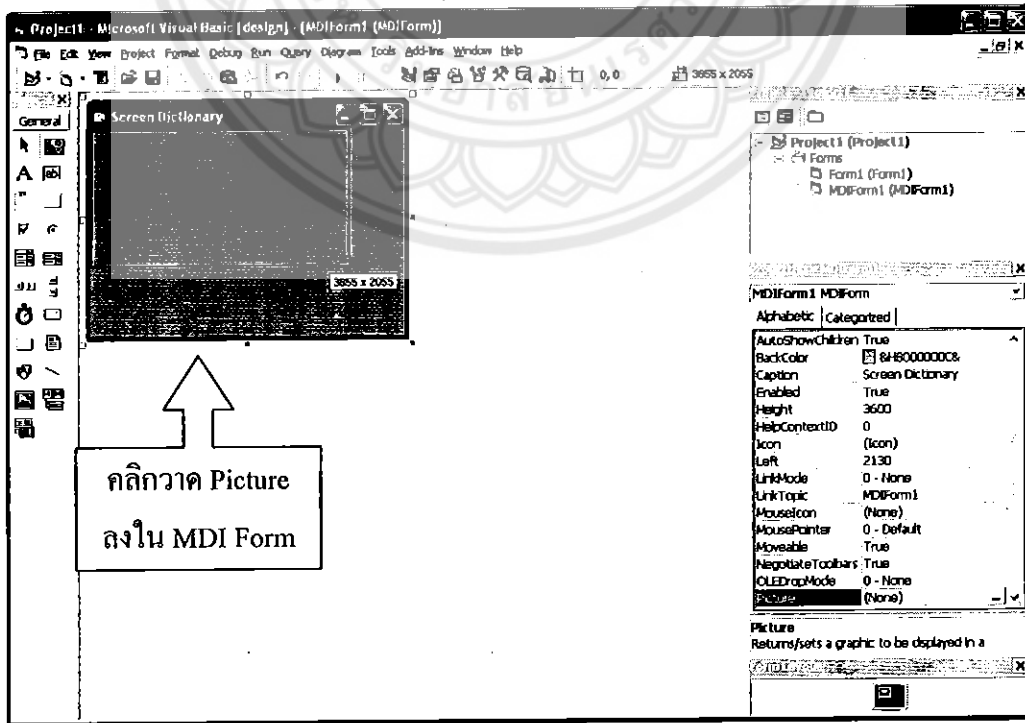 Project1 - Microsoft Visual Basic [design] - [MDIForm1 (MDIForm)]
File Edit View Project Format Debug Run Query Diagram Tools Add-Ins Window Help
0, 0 3855 x 2055
General
Screen Dictionary
3855 x 2055
คลิกวาด Picture
ลงใน MDI Form
Project1 (Project1)
Forms
Form1 (Form1)
MDIForm1 (MDIForm1)
MDIForm1 MDIForm
Alphabetic Categorized
AutoShowChildren True
BackColor &H8000000C&
Caption Screen Dictionary
Enabled True
Height 3600
HelpContextID 0
Icon (Icon)
Left 2130
LinkMode 0 - None
LinkTopic MDIForm1
MouseIcon (None)
MousePointer 0 - Default
Moveable True
NegotiateToolbars True
OLEDropMode 0 - None
Picture (None)
Picture
Returns/sets a graphic to be displayed in a